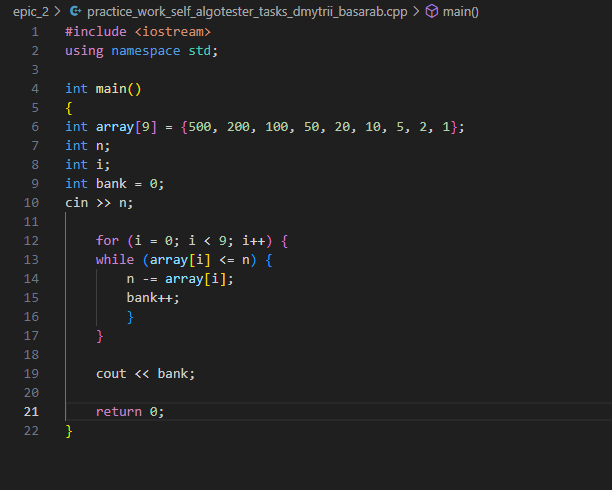 epic_2 > practice_work_self_algotester_tasks_dmytrii_basarab.cpp > main()
1 #include <iostream>
2 using namespace std;
3
4 int main()
5 {
6 int array[9] = {500, 200, 100, 50, 20, 10, 5, 2, 1};
7 int n;
8 int i;
9 int bank = 0;
10 cin >> n;
11
12     for (i = 0; i < 9; i++) {
13     while (array[i] <= n) {
14         n -= array[i];
15         bank++;
16         }
17     }
18
19     cout << bank;
20
21     return 0;
22 }